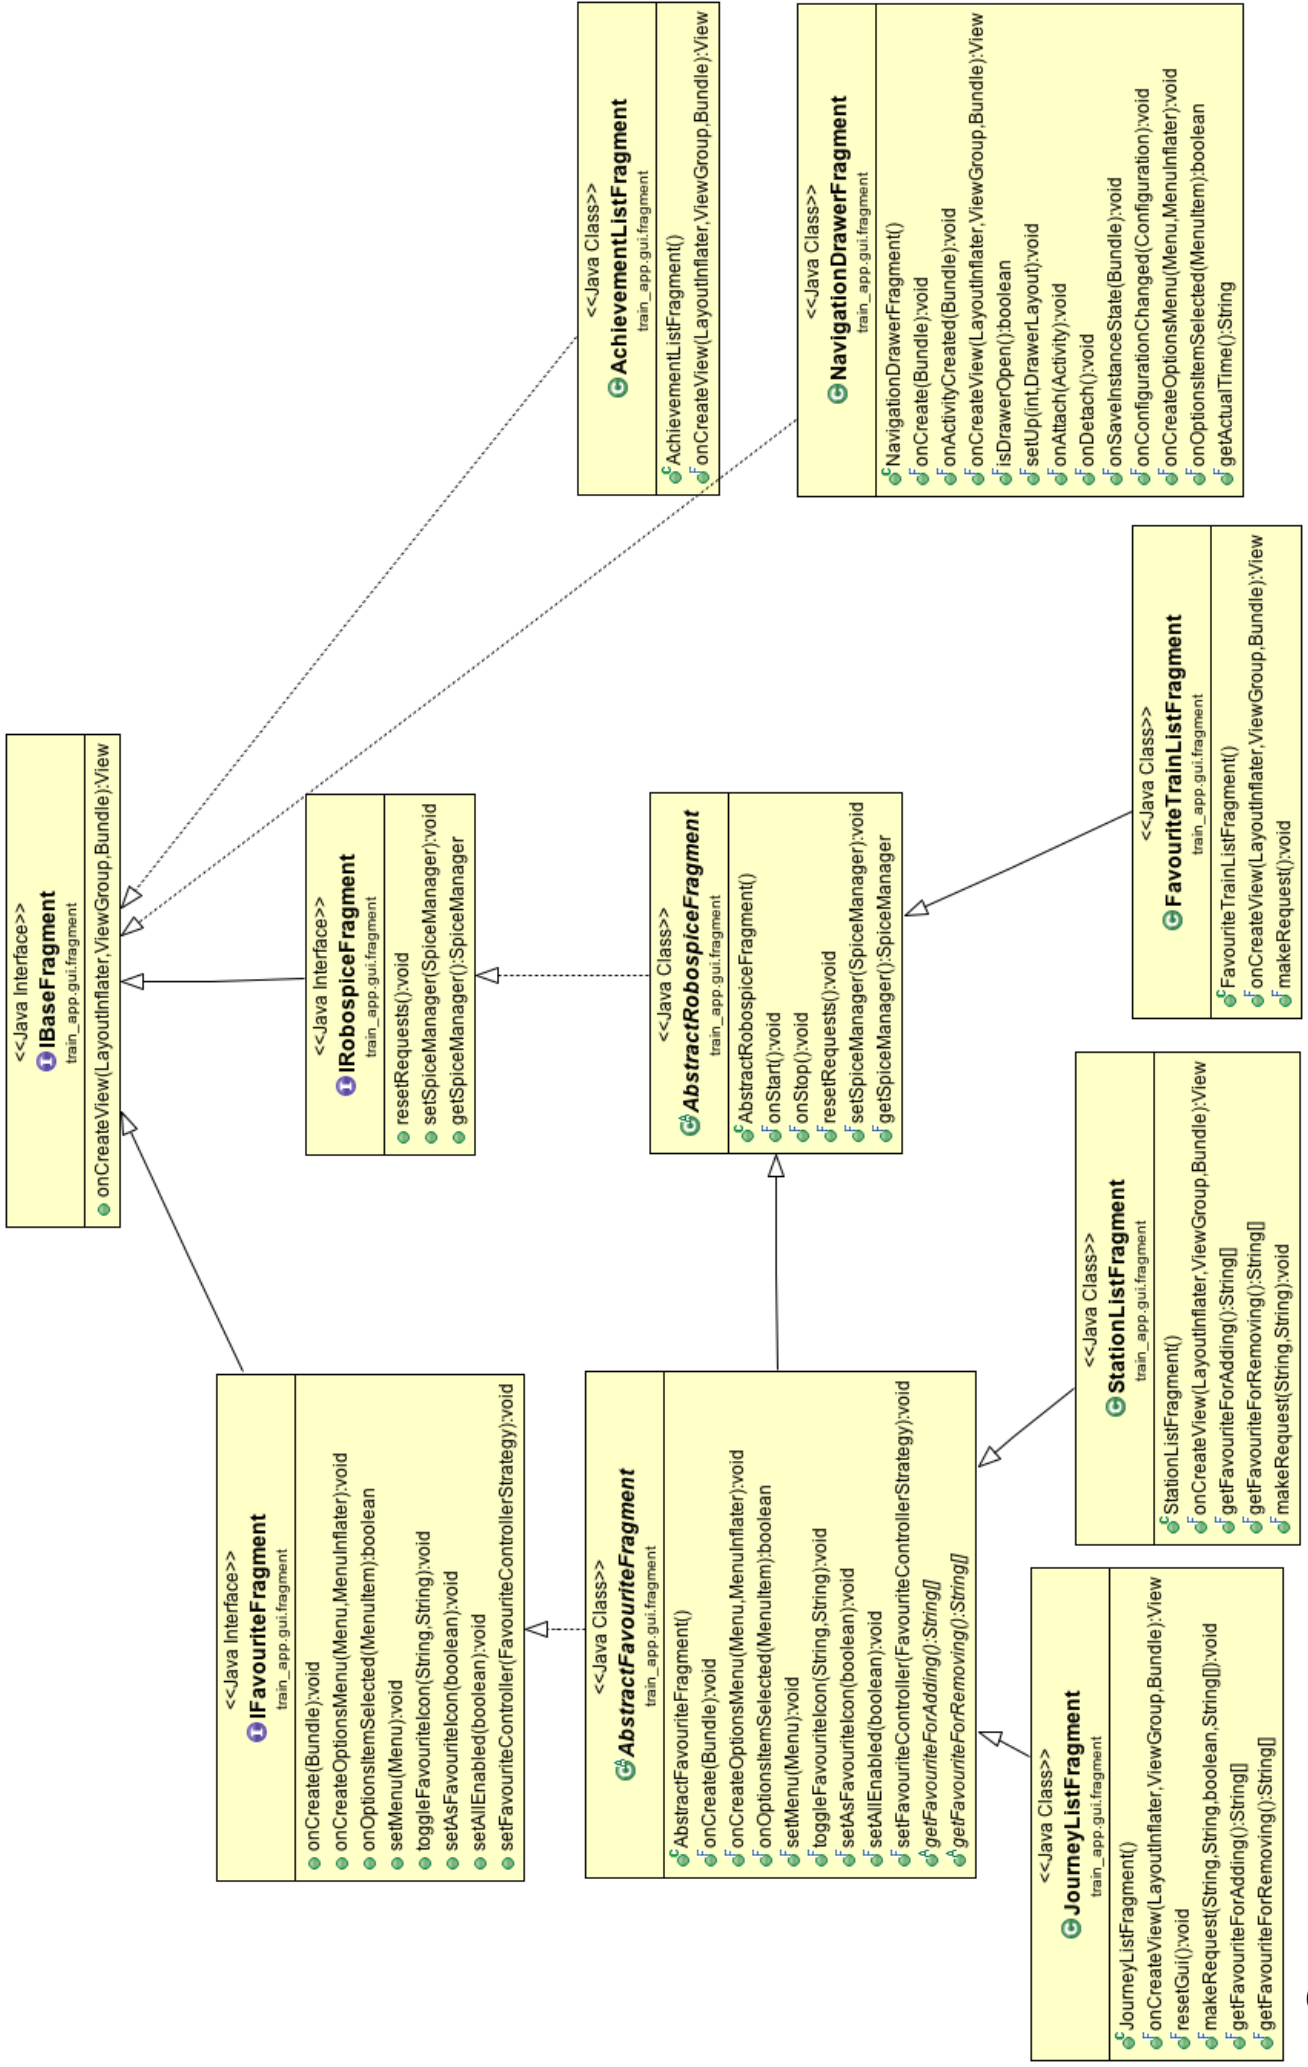 <<Java Interface>>
IBaseFragment
train_app.gui.fragment
onCreateView(LayoutInflater,ViewGroup,Bundle):View
<<Java Interface>>
IFavouriteFragment
train_app.gui.fragment
onCreate(Bundle):void
onCreateOptionsMenu(Menu,MenuInflater):void
onOptionsItemSelected(MenuItem):boolean
setMenu(Menu):void
toggleFavouriteIcon(String,String):void
setAsFavouriteIcon(boolean):void
setAllEnabled(boolean):void
setFavouriteController(FavouriteControllerStrategy):void
<<Java Interface>>
IRobospiceFragment
train_app.gui.fragment
resetRequests():void
setSpiceManager(SpiceManager):void
getSpiceManager():SpiceManager
<<Java Class>>
AchievementListFragment
train_app.gui.fragment
AchievementListFragment()
onCreateView(LayoutInflater,ViewGroup,Bundle):View
<<Java Class>>
AbstractFavouriteFragment
train_app.gui.fragment
AbstractFavouriteFragment()
onCreate(Bundle):void
onCreateOptionsMenu(Menu,MenuInflater):void
onOptionsItemSelected(MenuItem):boolean
setMenu(Menu):void
toggleFavouriteIcon(String,String):void
setAsFavouriteIcon(boolean):void
setAllEnabled(boolean):void
setFavouriteController(FavouriteControllerStrategy):void
getFavouriteForAdding():String[]
getFavouriteForRemoving():String[]
<<Java Class>>
AbstractRobospiceFragment
train_app.gui.fragment
AbstractRobospiceFragment()
onStart():void
onStop():void
resetRequests():void
setSpiceManager(SpiceManager):void
getSpiceManager():SpiceManager
<<Java Class>>
NavigationDrawerFragment
train_app.gui.fragment
NavigationDrawerFragment()
onCreate(Bundle):void
onActivityCreated(Bundle):void
onCreateView(LayoutInflater,ViewGroup,Bundle):View
isDrawerOpen():boolean
setUp(int,DrawerLayout):void
onAttach(Activity):void
onDetach():void
onSaveInstanceState(Bundle):void
onConfigurationChanged(Configuration):void
onCreateOptionsMenu(Menu,MenuInflater):void
onOptionsItemSelected(MenuItem):boolean
getActualTime():String
<<Java Class>>
JourneyListFragment
train_app.gui.fragment
JourneyListFragment()
onCreateView(LayoutInflater,ViewGroup,Bundle):View
resetGui():void
makeRequest(String,String,boolean,String[]):void
getFavouriteForAdding():String[]
getFavouriteForRemoving():String[]
<<Java Class>>
StationListFragment
train_app.gui.fragment
StationListFragment()
onCreateView(LayoutInflater,ViewGroup,Bundle):View
getFavouriteForAdding():String[]
getFavouriteForRemoving():String[]
makeRequest(String,String):void
<<Java Class>>
FavouriteTrainListFragment
train_app.gui.fragment
FavouriteTrainListFragment()
onCreateView(LayoutInflater,ViewGroup,Bundle):View
makeRequest():void